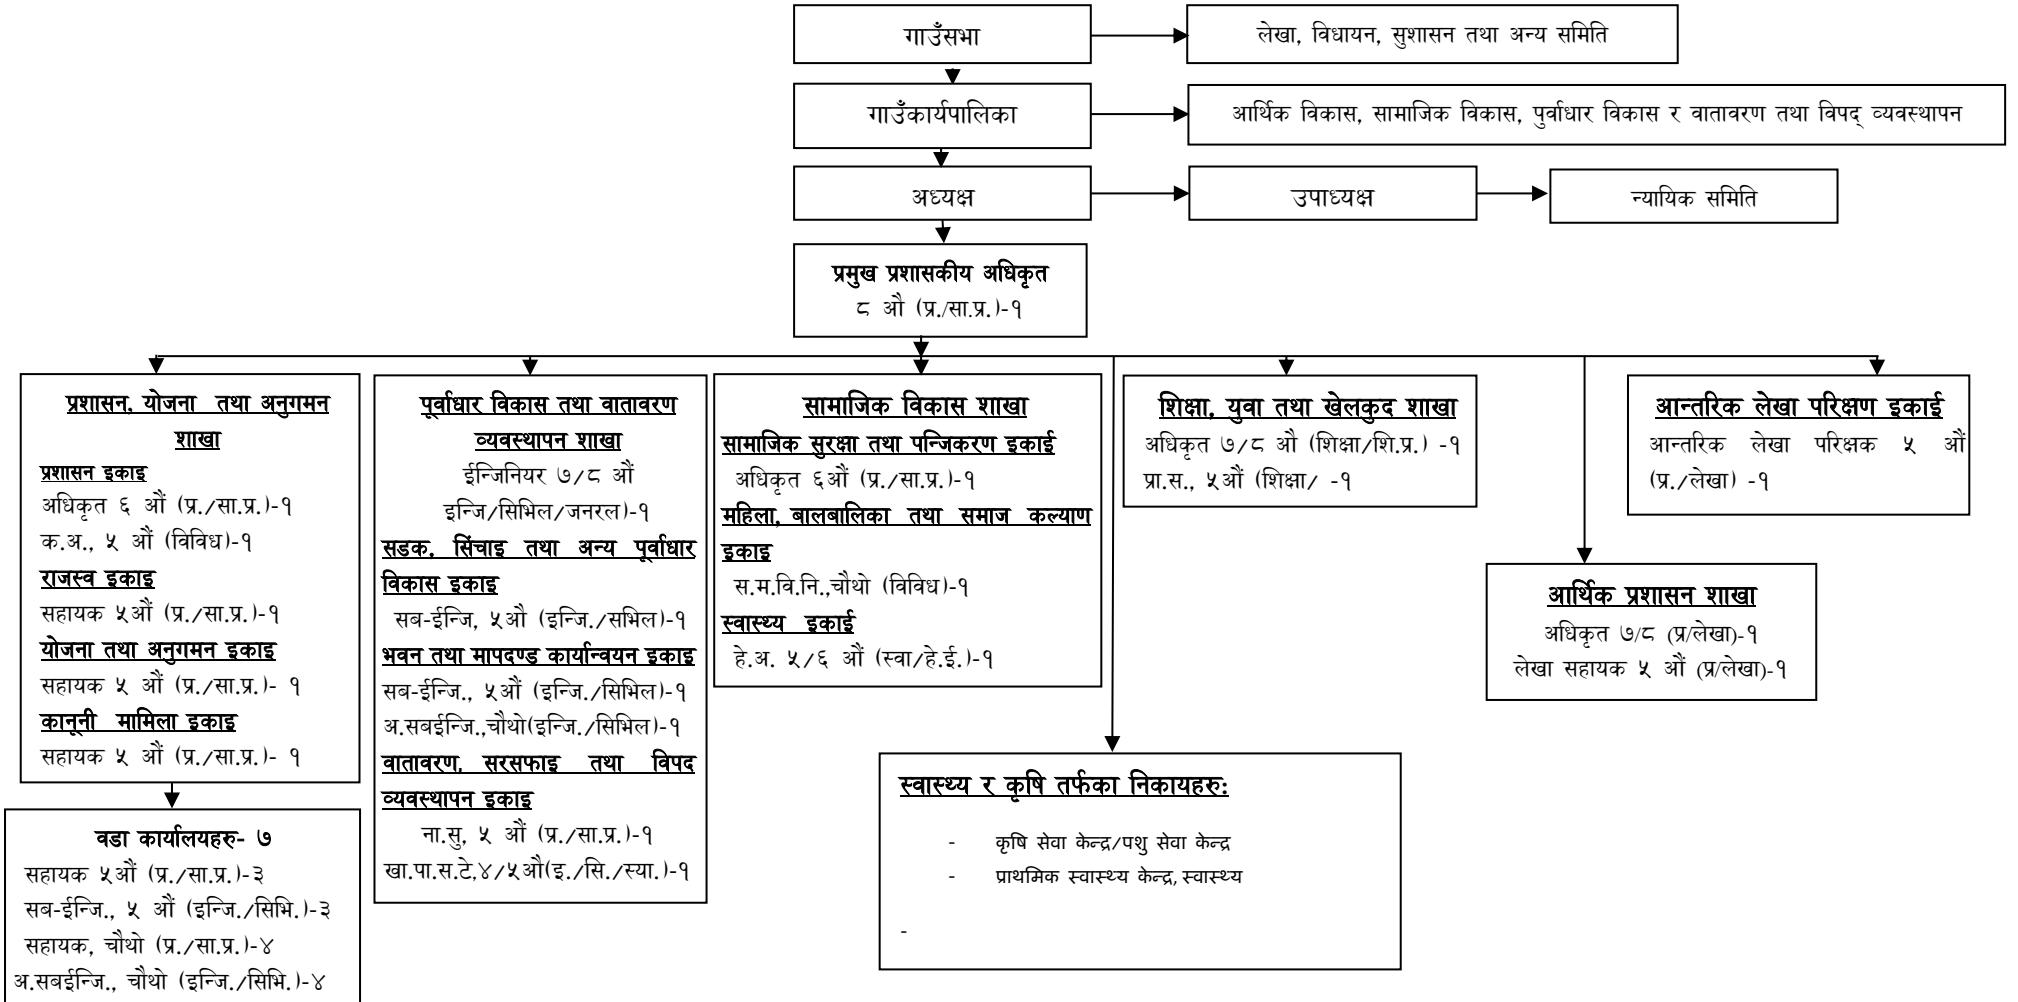 गाउँसभा
लेखा, विधायन, सुशासन तथा अन्य समिति
गाउँकार्यपालिका
आर्थिक विकास, सामाजिक विकास, पुर्वाधार विकास र वातावरण तथा विपद् व्यवस्थापन
अध्यक्ष
उपाध्यक्ष
न्यायिक समिति
प्रमुख प्रशासकीय अधिकृत
८ औ (प्र./सा.प्र.)-१
प्रशासन, योजना तथा अनुगमन
शाखा
प्रशासन इकाइ
अधिकृत ६ औं (प्र./सा.प्र.)-१
क.अ., ५ औं (विविध)-१
राजस्व इकाइ
सहायक ५औं (प्र./सा.प्र.)-१
योजना तथा अनुगमन इकाइ
सहायक ५ औं (प्र./सा.प्र.)- १
कानूनी मामिला इकाइ
सहायक ५ औं (प्र./सा.प्र.)- १
वडा कार्यालयहरु- ७
सहायक ५औं (प्र./सा.प्र.)-३
सब-ईन्जि., ५ औं (इन्जि./सिभि.)-३
सहायक, चौथो (प्र./सा.प्र.)-४
अ.सबईन्जि., चौथो (इन्जि./सिभि.)-४
पूर्वाधार विकास तथा वातावरण
व्यवस्थापन शाखा
ईन्जिनियर ७/८ औं
इन्जि/सिभिल/जनरल)-१
सडक, सिंचाइ तथा अन्य पूर्वाधार
विकास इकाइ
सब-ईन्जि, ५औ (इन्जि./सभिल)-१
भवन तथा मापदण्ड कार्यान्वयन इकाइ
सब-ईन्जि., ५औं (इन्जि./सिभिल)-१
अ.सबईन्जि.,चौथो(इन्जि./सिभिल)-१
वातावरण, सरसफाइ तथा विपद
व्यवस्थापन इकाइ
ना.सु, ५ औं (प्र./सा.प्र.)-१
खा.पा.स.टे,४/५औ(इ./सि./स्या.)-१
सामाजिक विकास शाखा
सामाजिक सुरक्षा तथा पन्जिकरण इकाई
अधिकृत ६औं (प्र./सा.प्र.)-१
महिला, बालबालिका तथा समाज कल्याण
इकाइ
स.म.वि.नि.,चौथो (विविध)-१
स्वास्थ्य इकाई
हे.अ. ५/६ औं (स्वा/हे.ई.)-१
शिक्षा, युवा तथा खेलकुद शाखा
अधिकृत ७/८ औ (शिक्षा/शि.प्र.) -१
प्रा.स., ५औं (शिक्षा/ -१
आन्तरिक लेखा परिक्षण इकाई
आन्तरिक लेखा परिक्षक ५ औं
(प्र./लेखा) -१
आर्थिक प्रशासन शाखा
अधिकृत ७/८ (प्र/लेखा)-१
लेखा सहायक ५ औं (प्र/लेखा)-१
स्वास्थ्य र कृषि तर्फका निकायहरु:
- कृषि सेवा केन्द्र/पशु सेवा केन्द्र
- प्राथमिक स्वास्थ्य केन्द्र, स्वास्थ्य
-